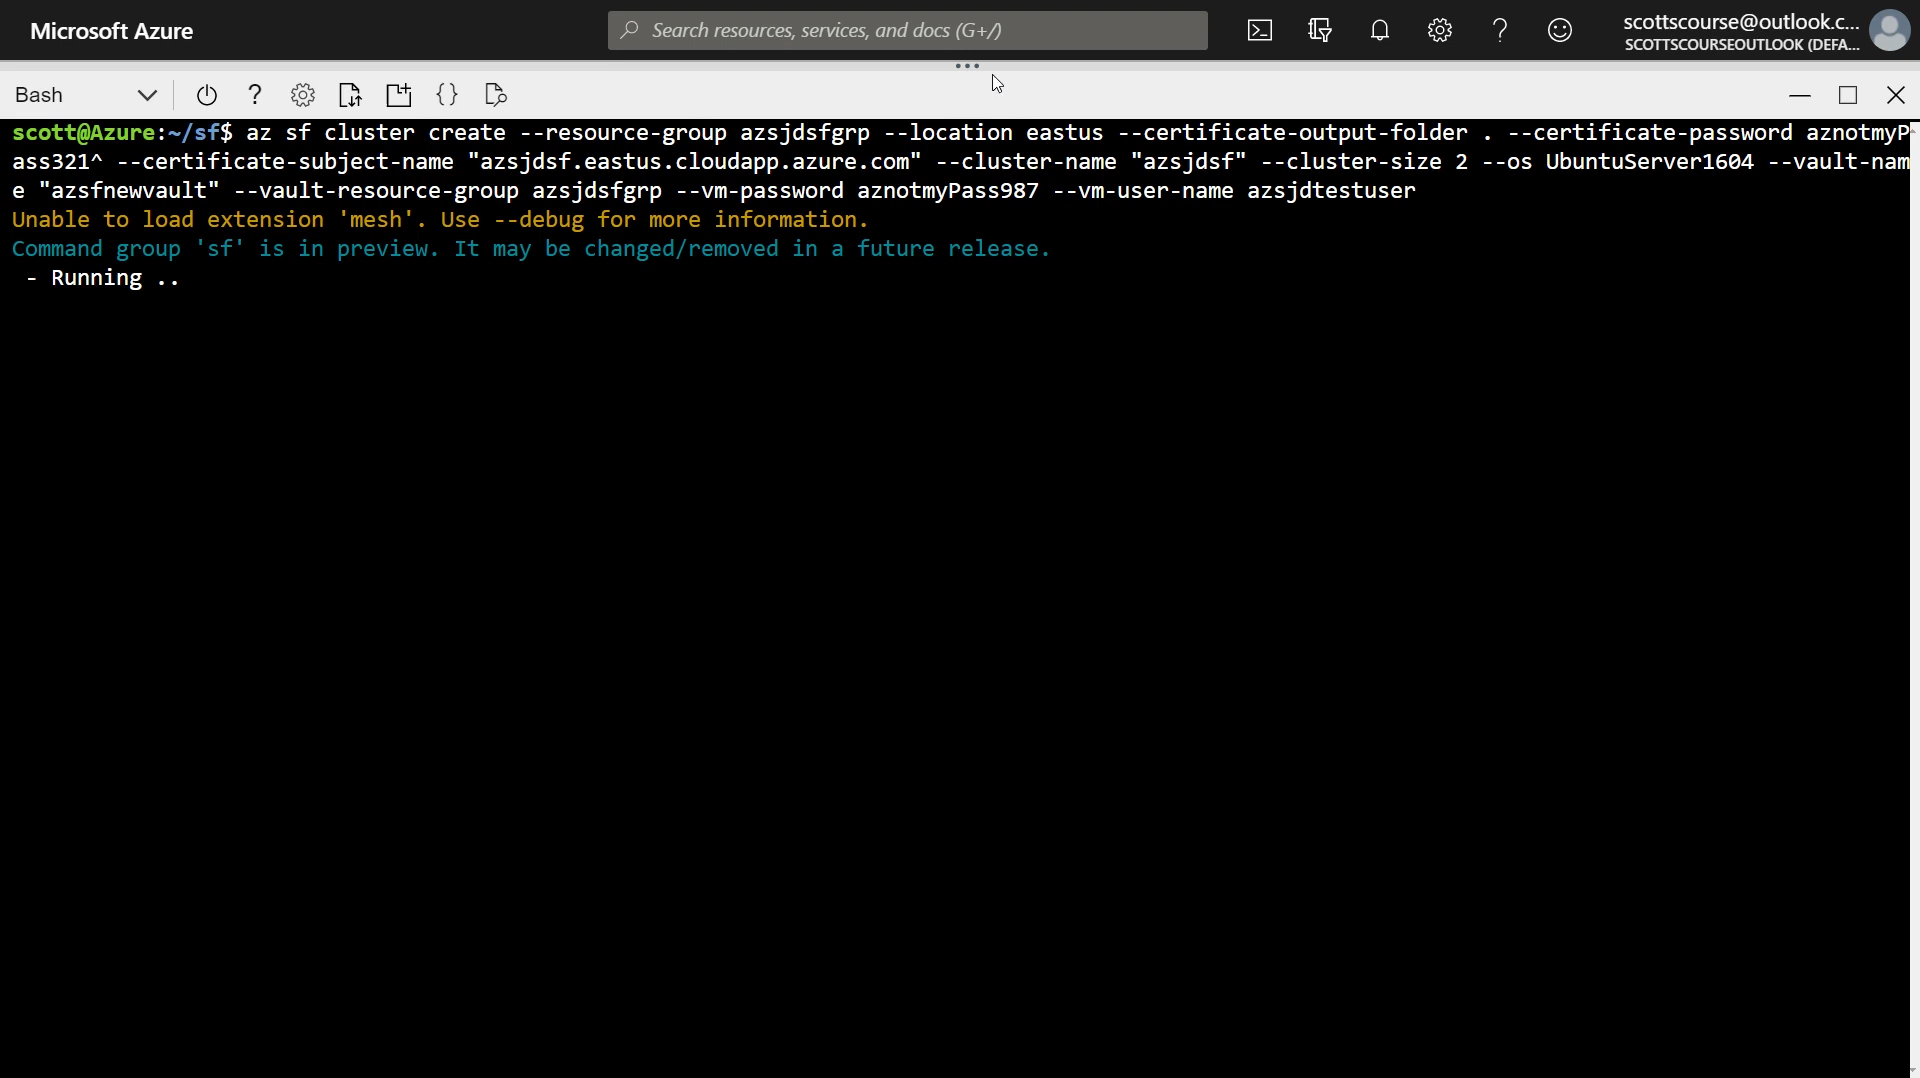 Microsoft Azure
Search resources, services, and docs (G+/)
scottscourse@outlook.c...
SCOTTSCOURSEOUTLOOK (DEFA...
Bash
scott@Azure:~/sf$ az sf cluster create --resource-group azsjdsfgrp --location eastus --certificate-output-folder . --certificate-password aznotmyP
ass321^ --certificate-subject-name "azsjdsf.eastus.cloudapp.azure.com" --cluster-name "azsjdsf" --cluster-size 2 --os UbuntuServer1604 --vault-nam
e "azsfnewvault" --vault-resource-group azsjdsfgrp --vm-password aznotmyPass987 --vm-user-name azsjdtestuser
Unable to load extension 'mesh'. Use --debug for more information.
Command group 'sf' is in preview. It may be changed/removed in a future release.
 - Running ..